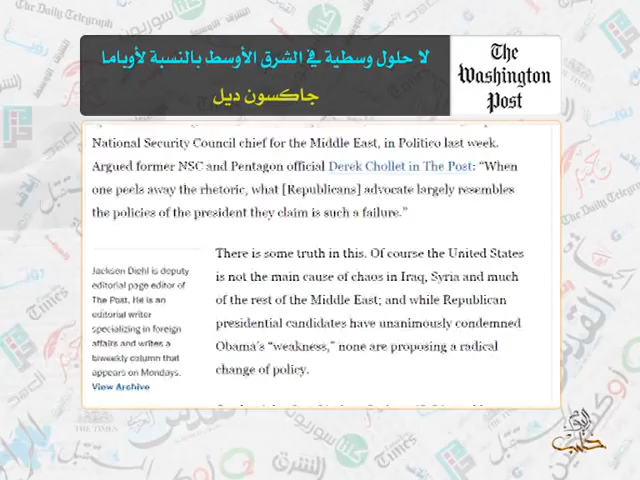 لا حلول وسطية في الشرق الأوسط بالنسبة لأوباما
جاكسون ديل
The
Washington
Post
National Security Council chief for the Middle East, in Politico last week.
Argued former NSC and Pentagon official Derek Chollet in The Post: “When
one peels away the rhetoric, what [Republicans] advocate largely resembles
the policies of the president they claim is such a failure.”
Jackson Diehl is deputy
editorial page editor of
The Post. He is an
editorial writer
specializing in foreign
affairs and writes a
biweekly column that
appears on Mondays.
View Archive
There is some truth in this. Of course the United States
is not the main cause of chaos in Iraq, Syria and much
of the rest of the Middle East; and while Republican
presidential candidates have unanimously condemned
Obama’s “weakness,” none are proposing a radical
change of policy.
حلب اليوم